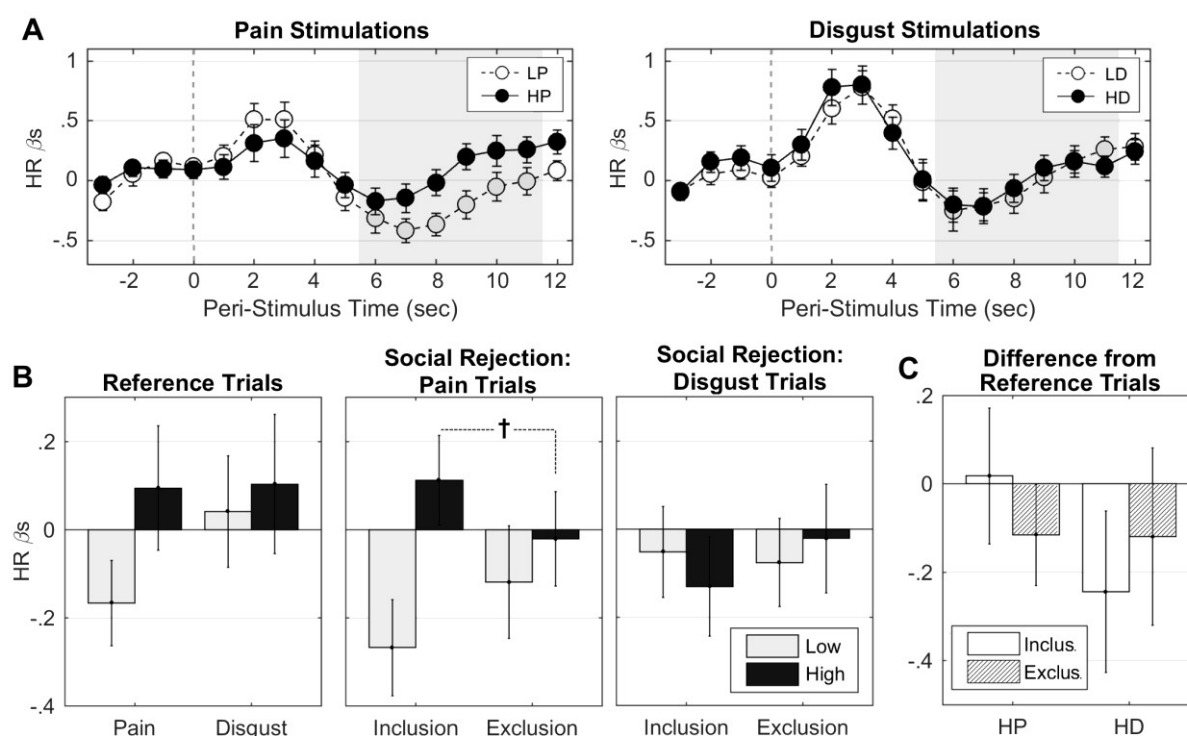 A
Pain Stimulations
Disgust Stimulations
1
.5
0
-.5
HR βs
LP
HP
-2 0 2 4 6 8 10 12
Peri-Stimulus Time (sec)
1
.5
0
-.5
HR βs
LD
HD
-2 0 2 4 6 8 10 12
Peri-Stimulus Time (sec)
B
Reference Trials
Social Rejection:
Pain Trials
Social Rejection:
Disgust Trials
.2
0
-.2
-.4
HR βs
Pain Disgust
†
Inclusion Exclusion
Low
High
Inclusion Exclusion
C
Difference from
Reference Trials
.2
0
-.2
-.4
Inclus.
Exclus.
HP HD